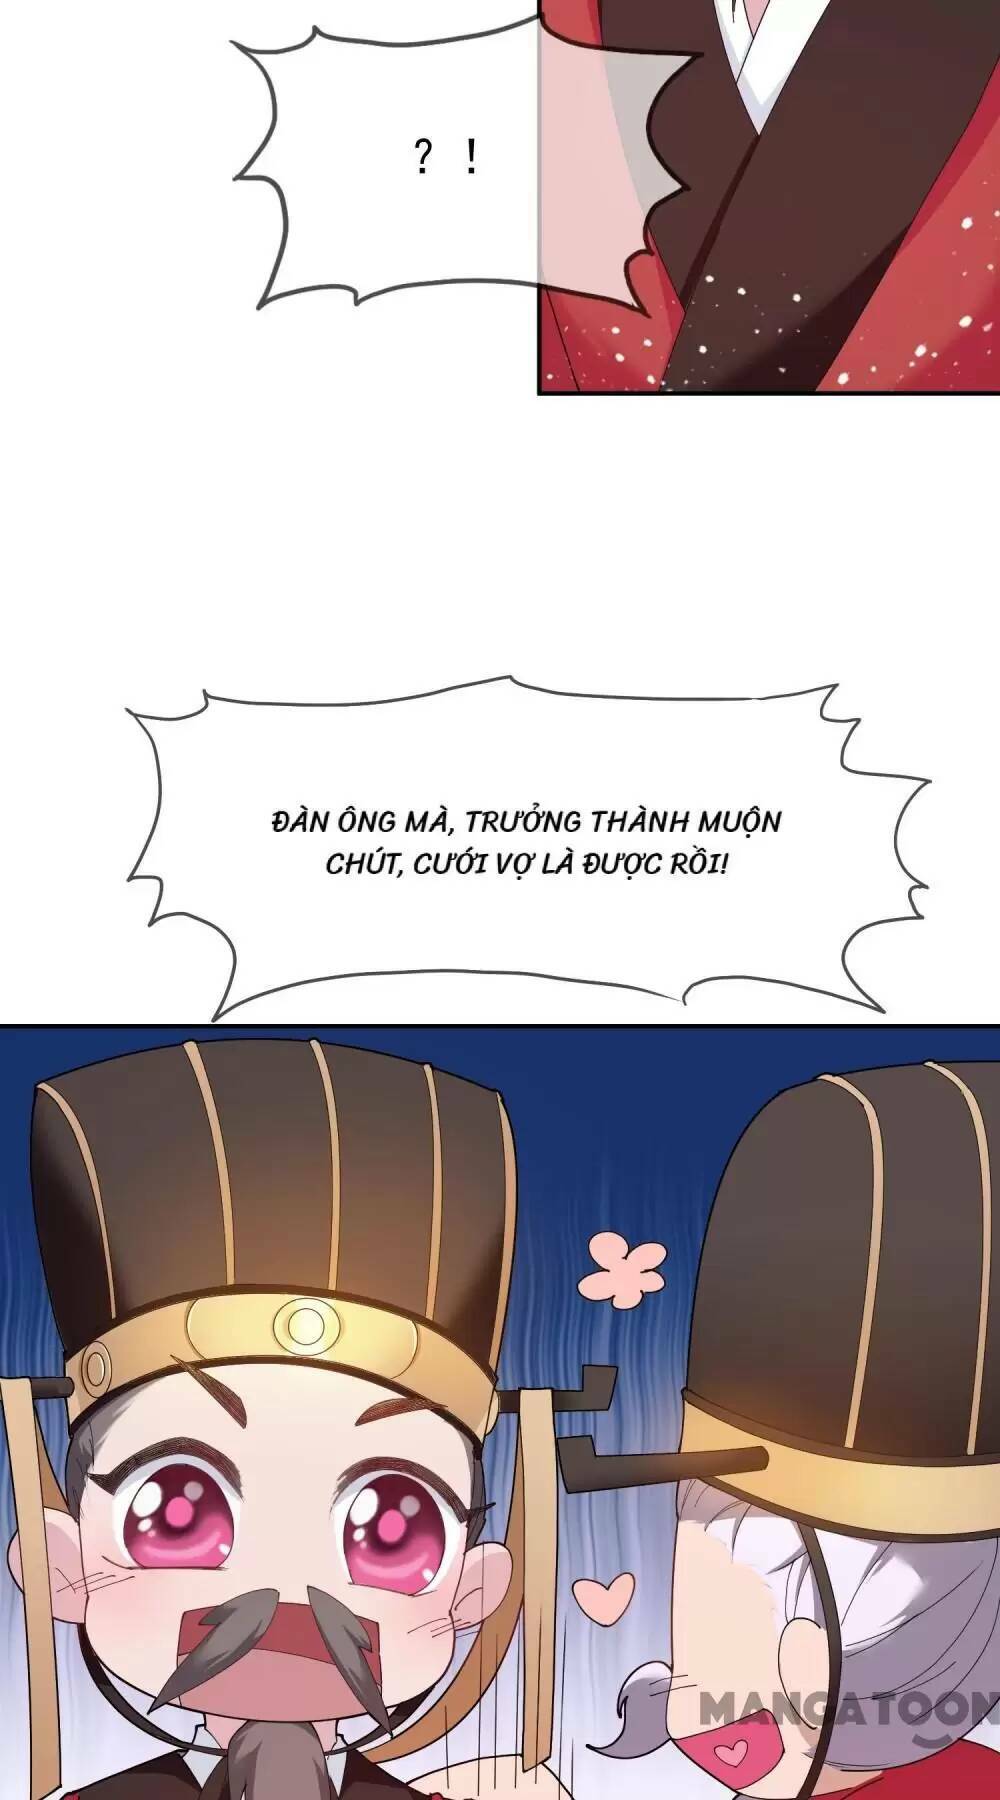 ? !
ĐÀN ÔNG MÀ, TRƯỞNG THÀNH MUỘN
CHÚT, CƯỚI VỢ LÀ ĐƯỢC RỒI!
MANGATOON